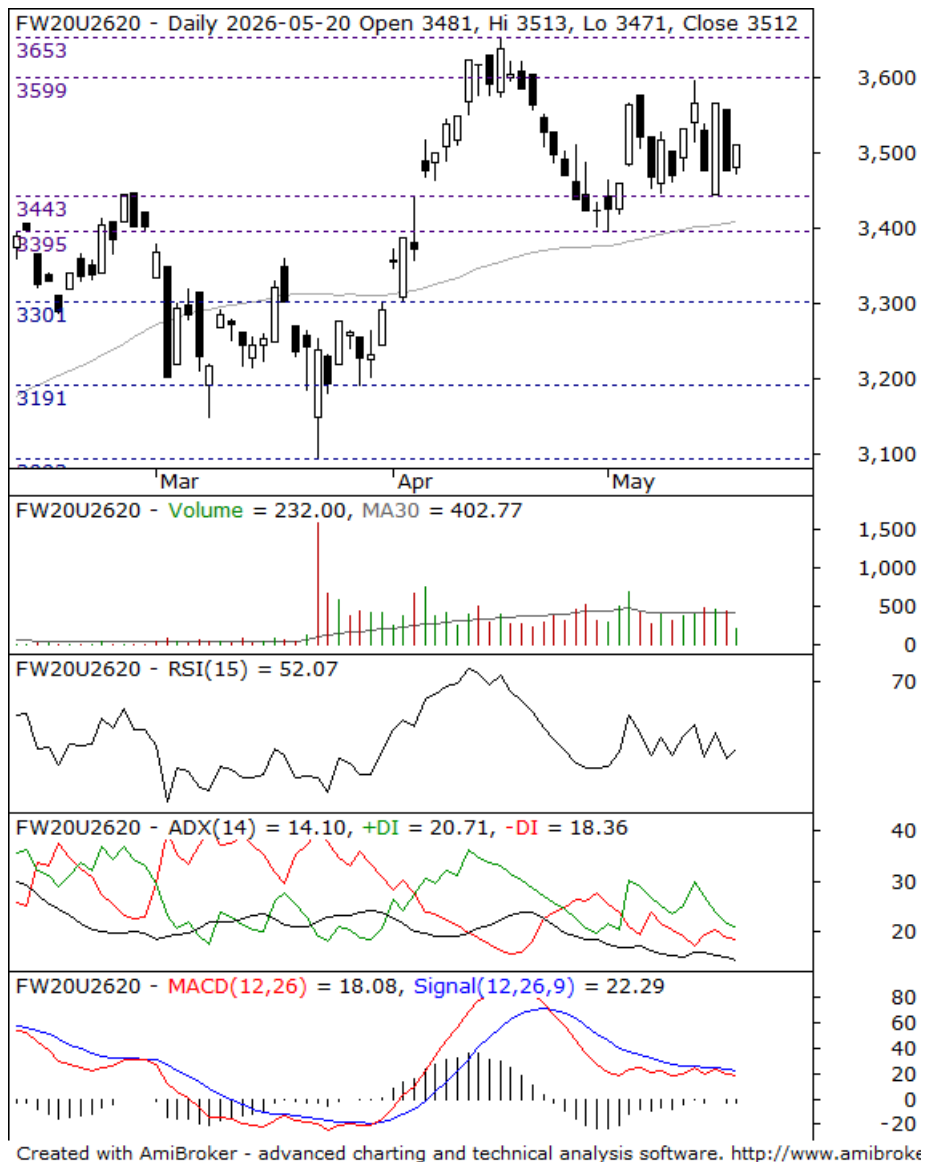 FW20U2620 - Daily 2026-05-20 Open 3481, Hi 3513, Lo 3471, Close 3512
3653
3599
3,600
3,500
3443
3,400
3395
3,300
3301
3,200
3191
3,100
Mar
Apr
May
FW20U2620 - Volume = 232.00, MA30 = 402.77
1,500
1,000
500
0
FW20U2620 - RSI(15) = 52.07
70
FW20U2620 - ADX(14) = 14.10, +DI = 20.71, -DI = 18.36
40
30
20
FW20U2620 - MACD(12,26) = 18.08, Signal(12,26,9) = 22.29
80
60
40
20
0
-20
Created with AmiBroker - advanced charting and technical analysis software. http://www.amibroke